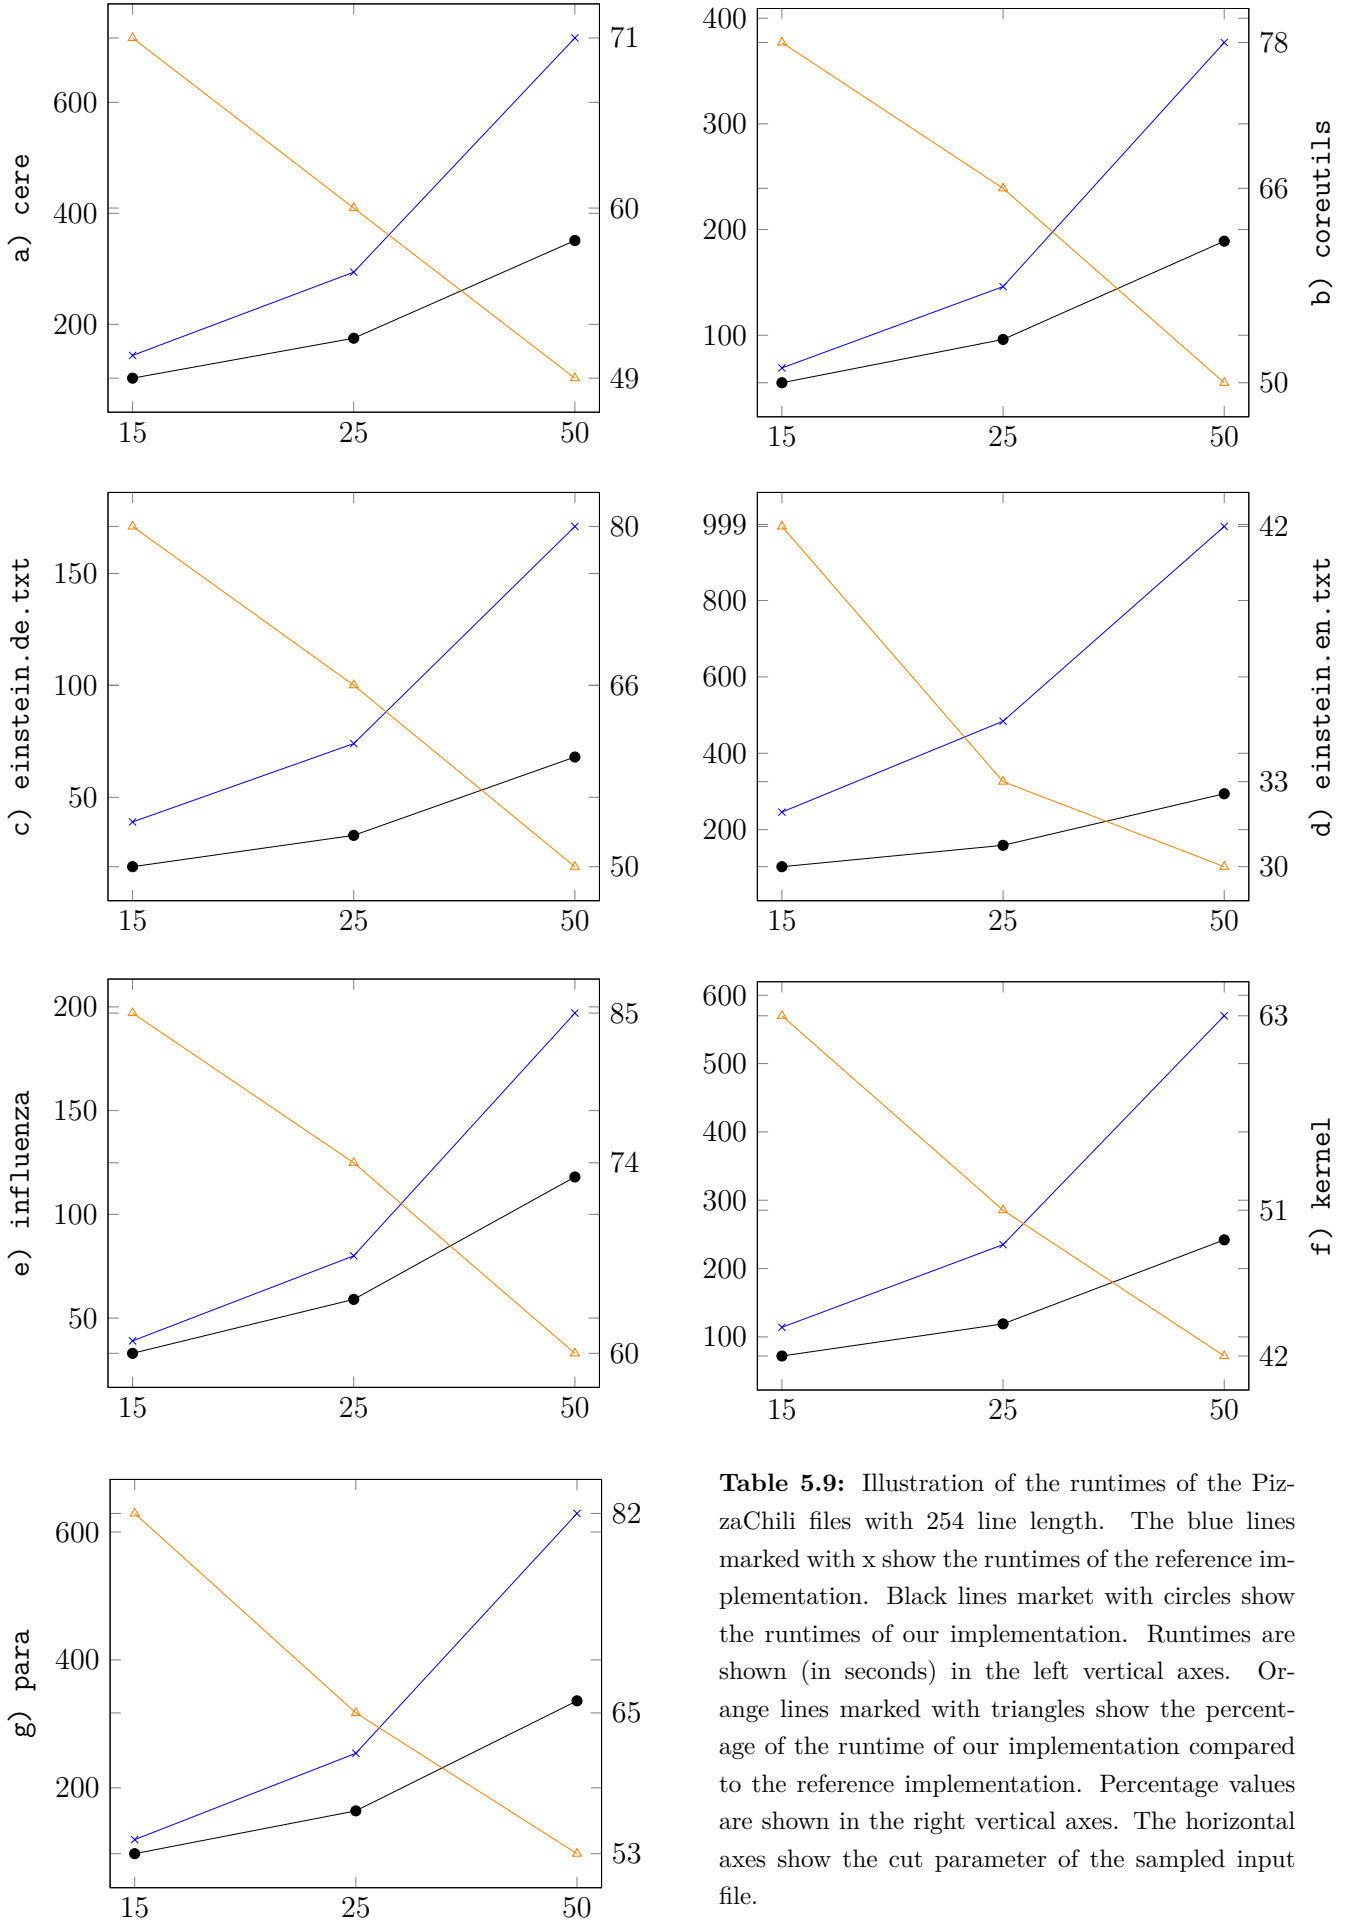 a) cere
600
400
200
71
60
49
15 25 50
400
300
200
100
78
66
50
15 25 50
b) coreutils
c) einstein.de.txt
150
100
50
80
66
50
15 25 50
999
800
600
400
200
42
33
30
15 25 50
d) einstein.en.txt
e) influenza
200
150
100
50
85
74
60
15 25 50
600
500
400
300
200
100
63
51
42
15 25 50
f) kernel
g) para
600
400
200
82
65
53
15 25 50
Table 5.9: Illustration of the runtimes of the Piz-
zaChili files with 254 line length. The blue lines
marked with x show the runtimes of the reference im-
plementation. Black lines market with circles show
the runtimes of our implementation. Runtimes are
shown (in seconds) in the left vertical axes. Or-
ange lines marked with triangles show the percent-
age of the runtime of our implementation compared
to the reference implementation. Percentage values
are shown in the right vertical axes. The horizontal
axes show the cut parameter of the sampled input
file.